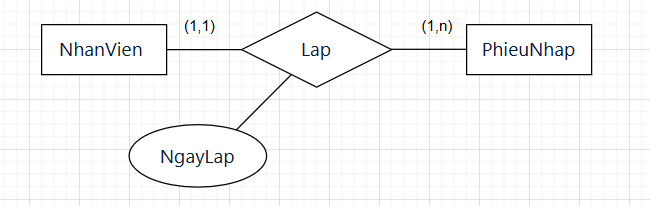 (1,1)
(1,n)
NhanVien
Lap
PhieuNhap
NgayLap